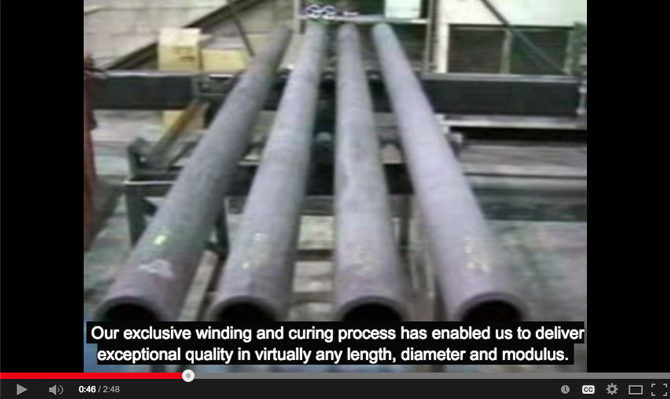 Our exclusive winding and curing process has enabled us to deliver
exceptional quality in virtually any length, diameter and modulus.
0:46 / 2:48
CC